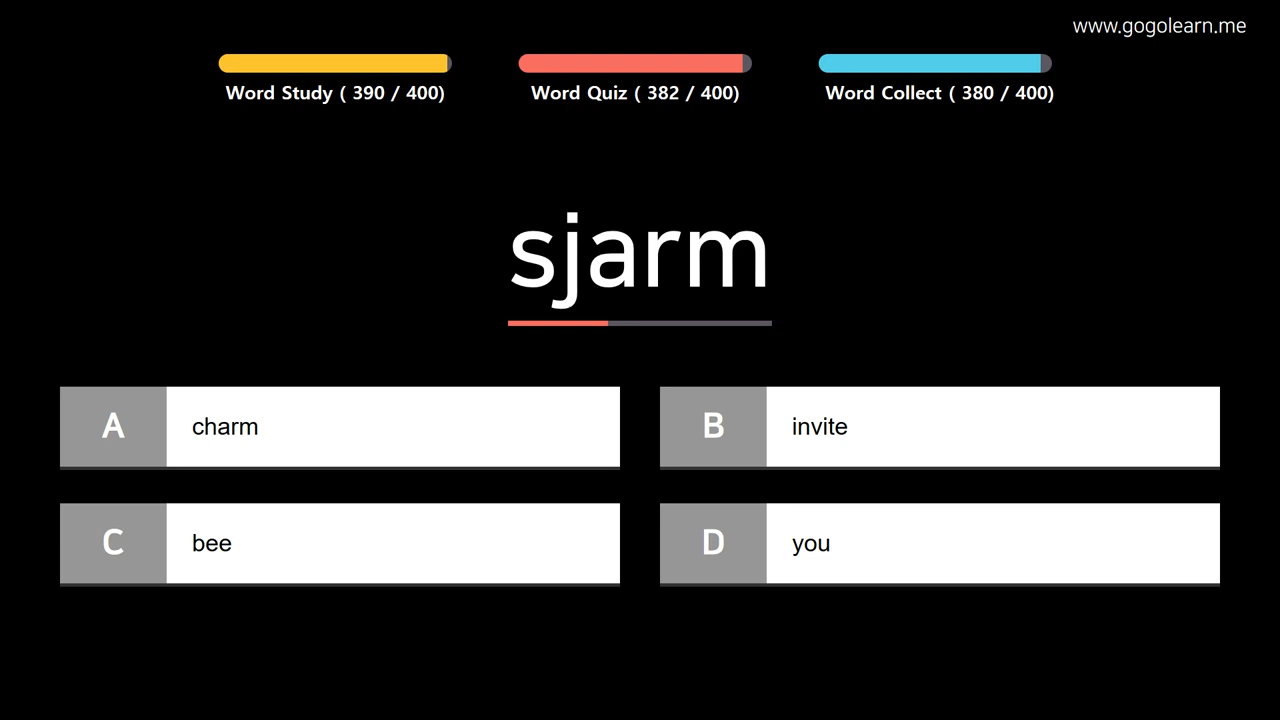 www.gogolearn.me
Word Study ( 390 / 400)
Word Quiz ( 382 / 400)
Word Collect ( 380 / 400)
sjarm
A charm
B invite
C bee
D you